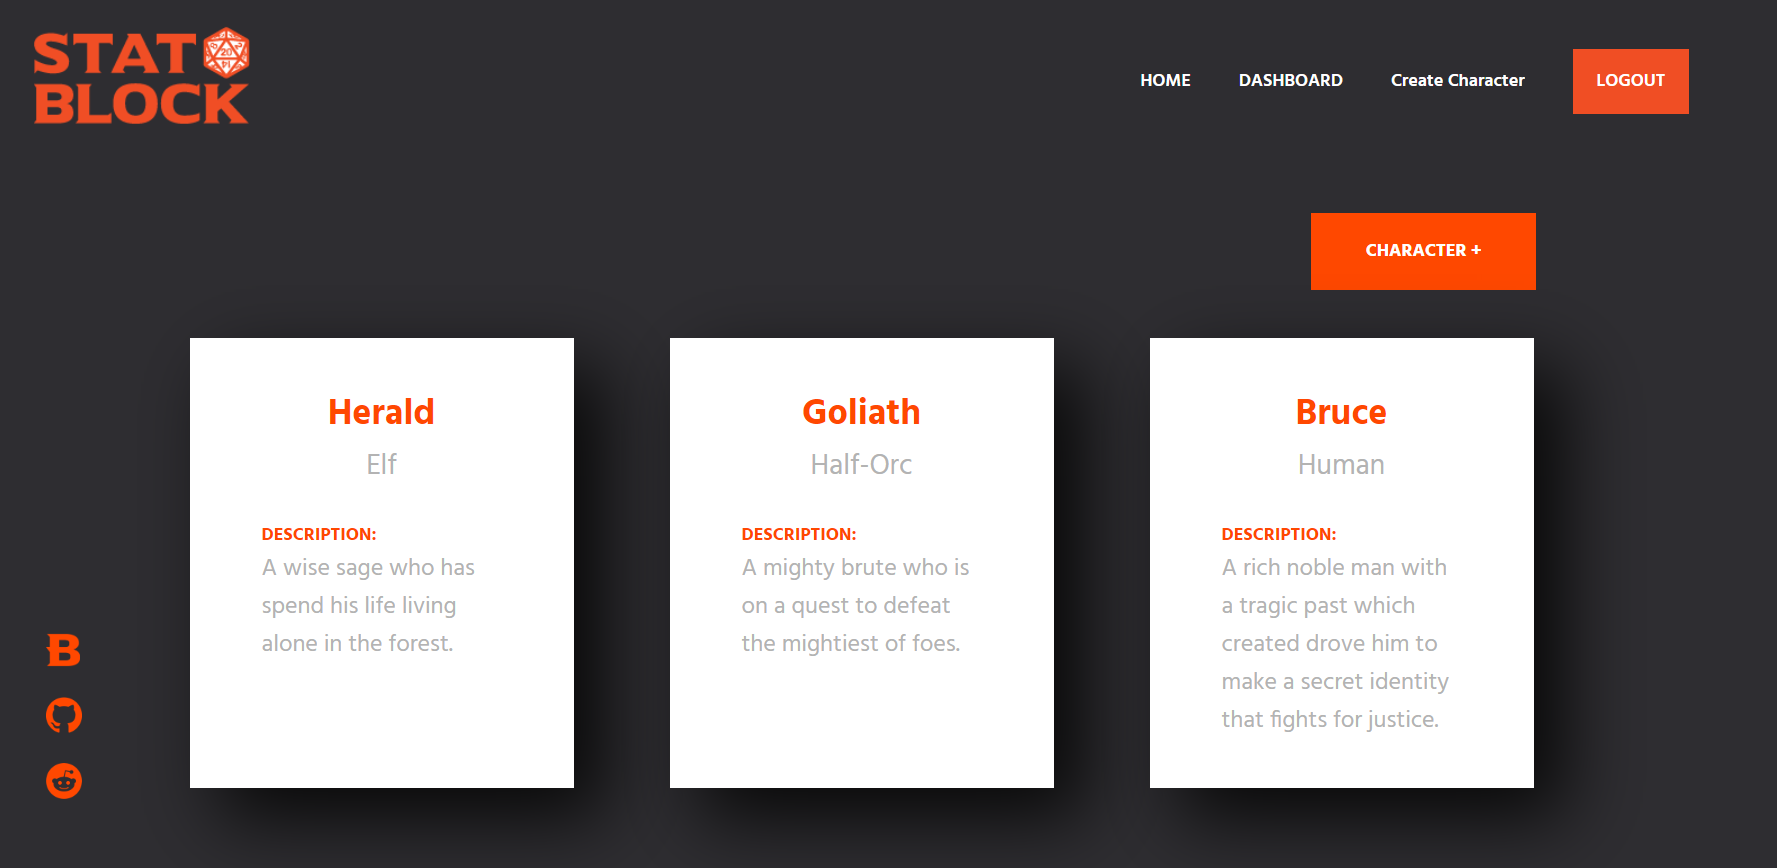 STAT
BLOCK
HOME
DASHBOARD
Create Character
LOGOUT
CHARACTER +
Herald
Elf
DESCRIPTION:
A wise sage who has
spend his life living
alone in the forest.
Goliath
Half-Orc
DESCRIPTION:
A mighty brute who is
on a quest to defeat
the mightiest of foes.
Bruce
Human
DESCRIPTION:
A rich noble man with
a tragic past which
created drove him to
make a secret identity
that fights for justice.
B